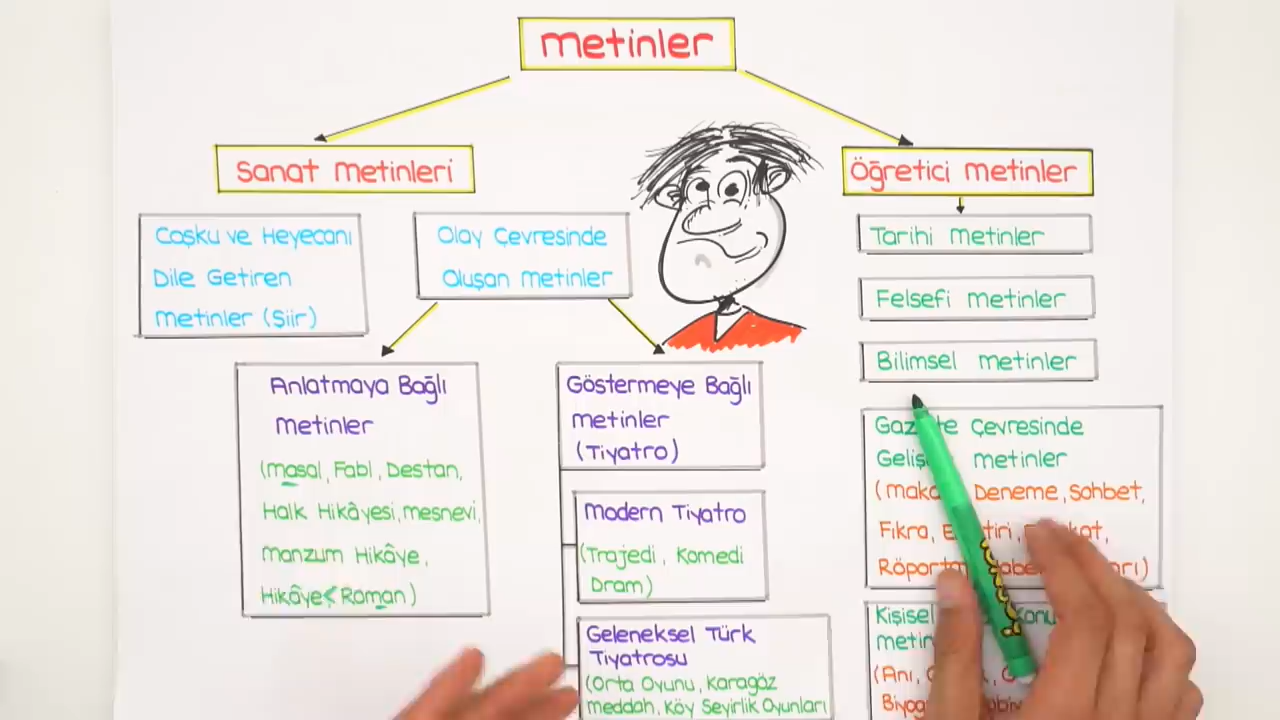 metinler
Sanat metinleri
Coşku ve Heyecanı
Dile Getiren
metinler (Şiir)
Olay Çevresinde
Oluşan metinler
Anlatmaya Bağlı
metinler
(masal, Fabl, Destan,
Halk Hikâyesi, mesnevi,
manzum Hikâye,
Hikâye < Roman)
Göstermeye Bağlı
metinler
(Tiyatro)
modern Tiyatro
(Trajedi, Komedi
Dram)
Geleneksel Türk
Tiyatrosu
(Orta Oyunu, Karagöz
meddah, Köy Seyirlik Oyunları
Öğretici metinler
Tarihi metinler
Felsefi metinler
Bilimsel metinler
Çevresinde
metinler
Deneme, Sohbet,
Fıkra,
Kişisel
(Anı,